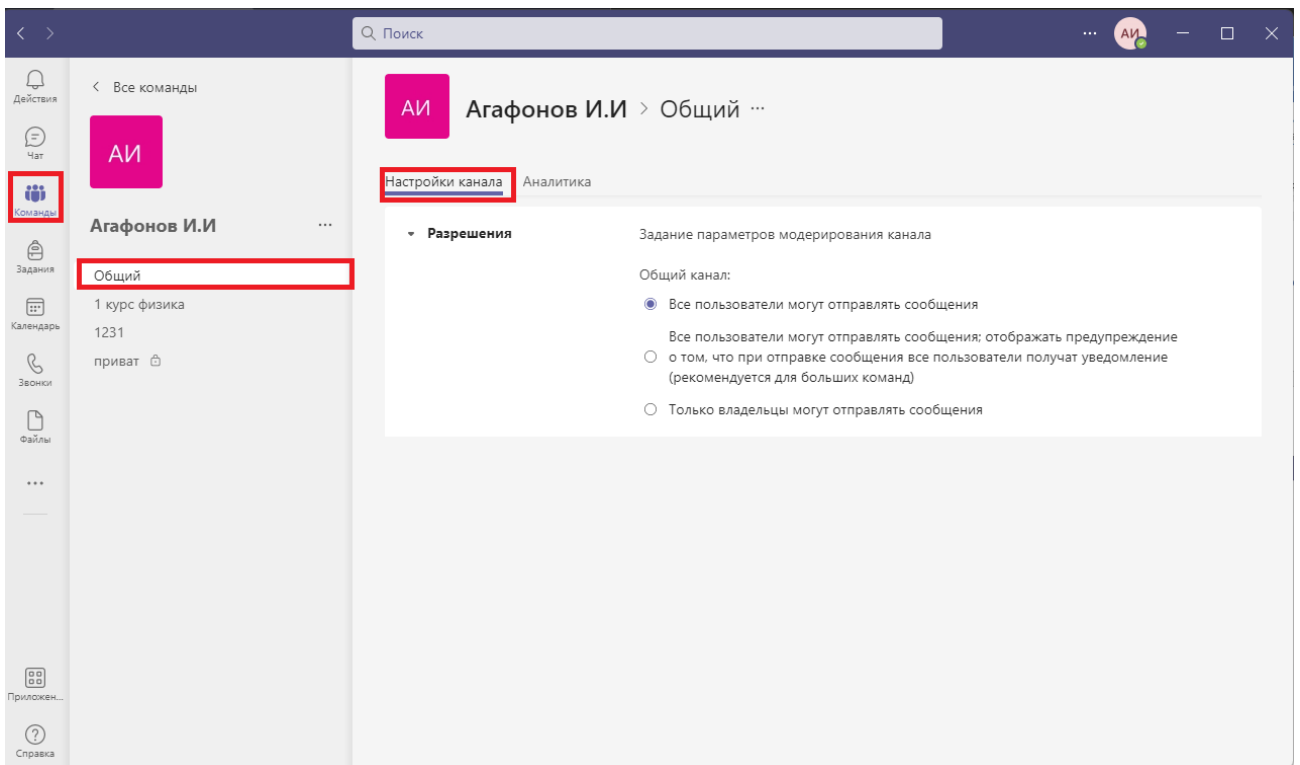 Поиск
АИ
Действия
Чат
Команды
Задания
Календарь
Звонки
Файлы
Приложен...
Справка
Все команды
АИ
Агафонов И.И
Общий
1 курс физика
1231
приват
АИ
Агафонов И.И > Общий
Настройки канала Аналитика
Разрешения
Задание параметров модерирования канала
Общий канал:
Все пользователи могут отправлять сообщения
Все пользователи могут отправлять сообщения; отображать предупреждение
о том, что при отправке сообщения все пользователи получат уведомление
(рекомендуется для больших команд)
Только владельцы могут отправлять сообщения